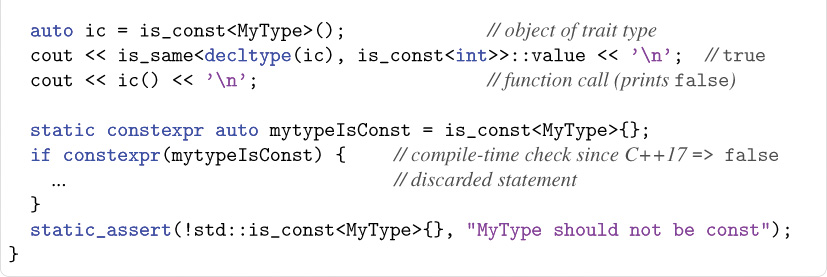 auto ic = is_const<MyType>(); // object of trait type
cout << is_same<decltype(ic), is_const<int>>::value << '\n'; // true
cout << ic() << '\n'; // function call (prints false)
static constexpr auto mytypeIsConst = is_const<MyType>{};
if constexpr(mytypeIsConst) { // compile-time check since C++17 => false
... // discarded statement
}
static_assert(!std::is_const<MyType>{}, "MyType should not be const");
}